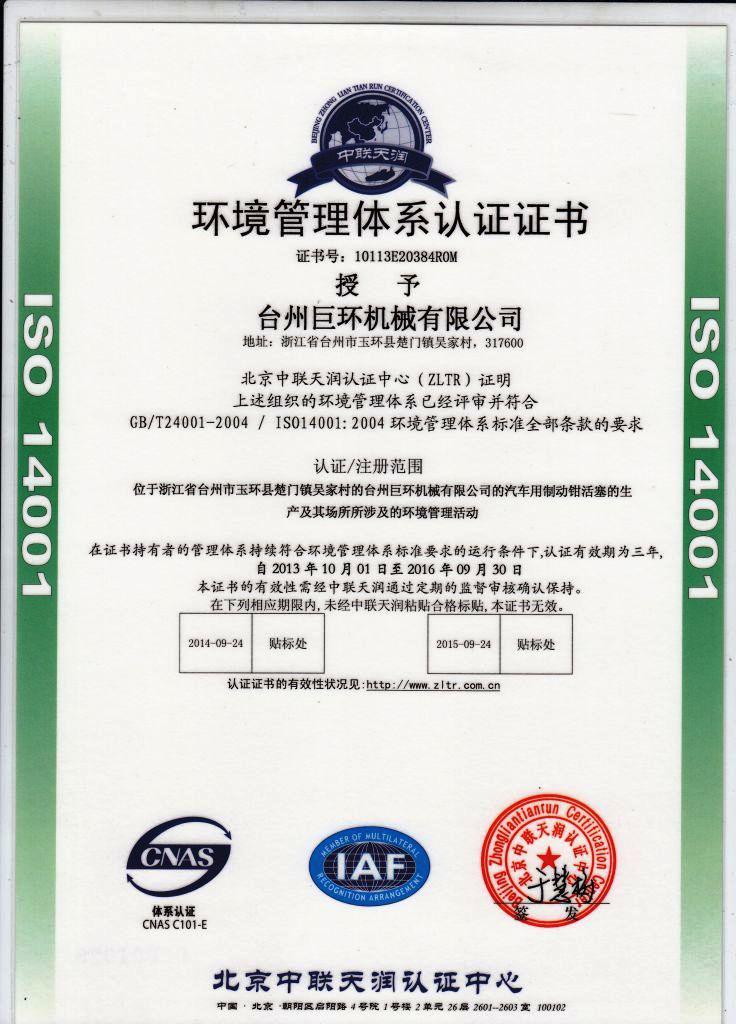 BEIJING ZHONG LIAN TIAN RUN CERTIFICATION CENTER
中联天润
环境管理体系认证证书
证书号：10113E20384R0M
授 予
台州巨环机械有限公司
地址：浙江省台州市玉环县楚门镇吴家村，317600
北京中联天润认证中心（ZLTR）证明
上述组织的环境管理体系已经评审并符合
GB/T24001-2004 / ISO14001:2004 环境管理体系标准全部条款的要求
认证/注册范围
位于浙江省台州市玉环县楚门镇吴家村的台州巨环机械有限公司的汽车用制动钳活塞的生
产及其场所所涉及的环境管理活动
在证书持有者的管理体系持续符合环境管理体系标准要求的运行条件下,认证有效期为三年,
自 2013 年 10 月 01 日至 2016 年 09 月 30 日
本证书的有效性需经中联天润通过定期的监督审核确认保持。
在下列相应期限内,未经中联天润粘贴合格标贴,本证书无效。
2014-09-24 贴标处 2015-09-24 贴标处
认证证书的有效性状况见:http://www.zltr.com.cn
ISO 14001
ISO 14001
CNAS
体系认证
CNAS C101-E
MEMBER OF MULTILATERAL
IAF
RECOGNITION ARRANGEMENT
Beijing Zhongliantianrun Certification Center
北京中联天润认证中心
签 发
北京中联天润认证中心
中国·北京·朝阳区启阳路 4 号院 1 号楼 2 单元 26 层 2601-2603 室 100102